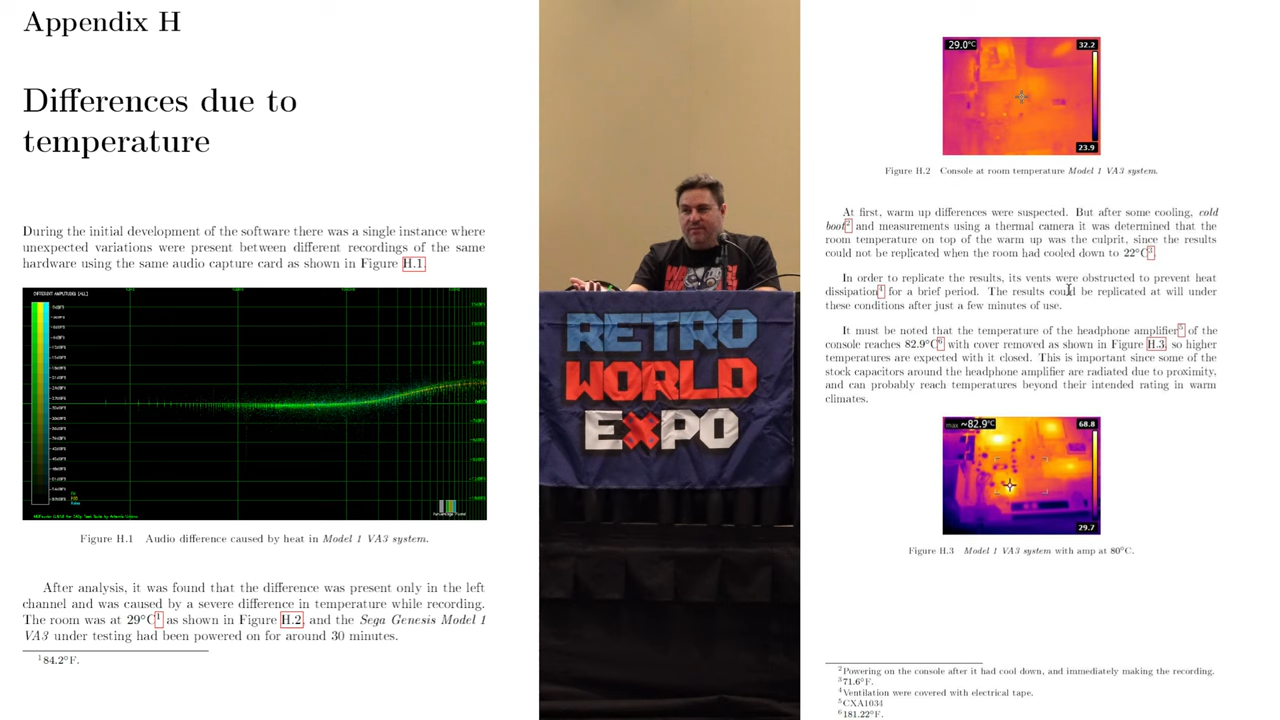 Appendix H
Differences due to
temperature
During the initial development of the software there was a single instance where
unexpected variations were present between different recordings of the same
hardware using the same audio capture card as shown in Figure H.1
DIFFERENT AMPLITUDES [ALL]
Figure H.1 Audio difference caused by heat in Model 1 VA3 system.
After analysis, it was found that the difference was present only in the left
channel and was caused by a severe difference in temperature while recording.
The room was at 29°C1 as shown in Figure H.2, and the Sega Genesis Model 1
VA3 under testing had been powered on for around 30 minutes.
184.2°F.
RETRO
WORLD
EXPO
29.0°C
32.2
23.9
Figure H.2 Console at room temperature Model 1 VA3 system.
At first, warm up differences were suspected. But after some cooling, cold
boot2 and measurements using a thermal camera it was determined that the
room temperature on top of the warm up was the culprit, since the results
could not be replicated when the room had cooled down to 22°C3.
In order to replicate the results, its vents were obstructed to prevent heat
dissipation4 for a brief period. The results could be replicated at will under
these conditions after just a few minutes of use.
It must be noted that the temperature of the headphone amplifier5 of the
console reaches 82.9°C6 with cover removed as shown in Figure H.3, so higher
temperatures are expected with it closed. This is important since some of the
stock capacitors around the headphone amplifier are radiated due to proximity,
and can probably reach temperatures beyond their intended rating in warm
climates.
max ~82.9°C
68.8
29.7
Figure H.3 Model 1 VA3 system with amp at 80°C.
2Powering on the console after it had cool down, and immediately making the recording.
371.6°F.
4Ventilation were covered with electrical tape.
5CXA1034
6181.22°F.